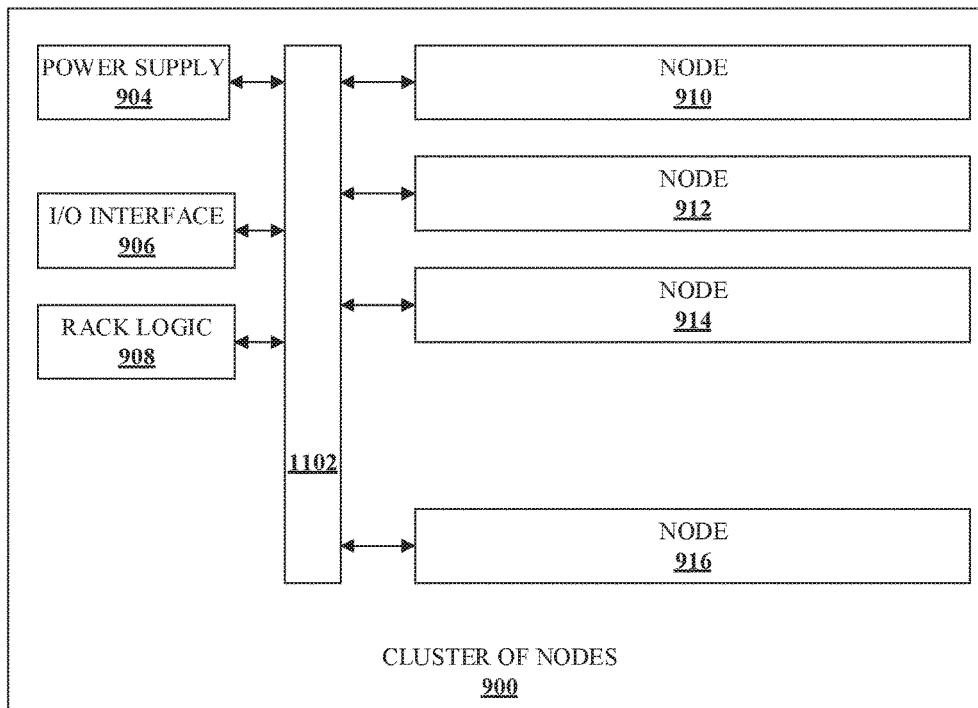 POWER SUPPLY
904
I/O INTERFACE
906
RACK LOGIC
908
1102
NODE
910
NODE
912
NODE
914
NODE
916
CLUSTER OF NODES
900